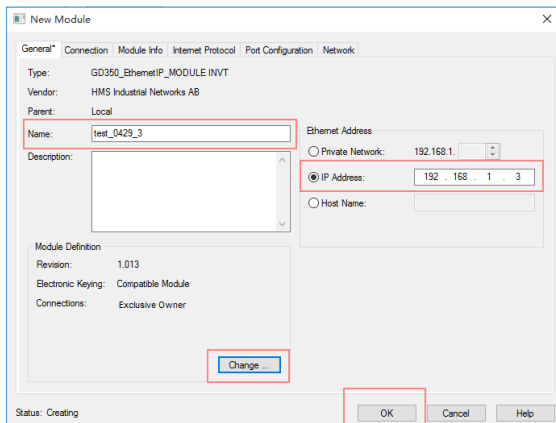 New Module
General* Connection Module Info Internet Protocol Port Configuration Network
Type: GD350_EthernetIP_MODULE INVT
Vendor: HMS Industrial Networks AB
Parent: Local
Name: test_0429_3
Description:
Ethernet Address
Private Network: 192.168.1.
IP Address: 192 . 168 . 1 . 3
Host Name:
Module Definition
Revision: 1.013
Electronic Keying: Compatible Module
Connections: Exclusive Owner
Change ...
Status: Creating
OK Cancel Help